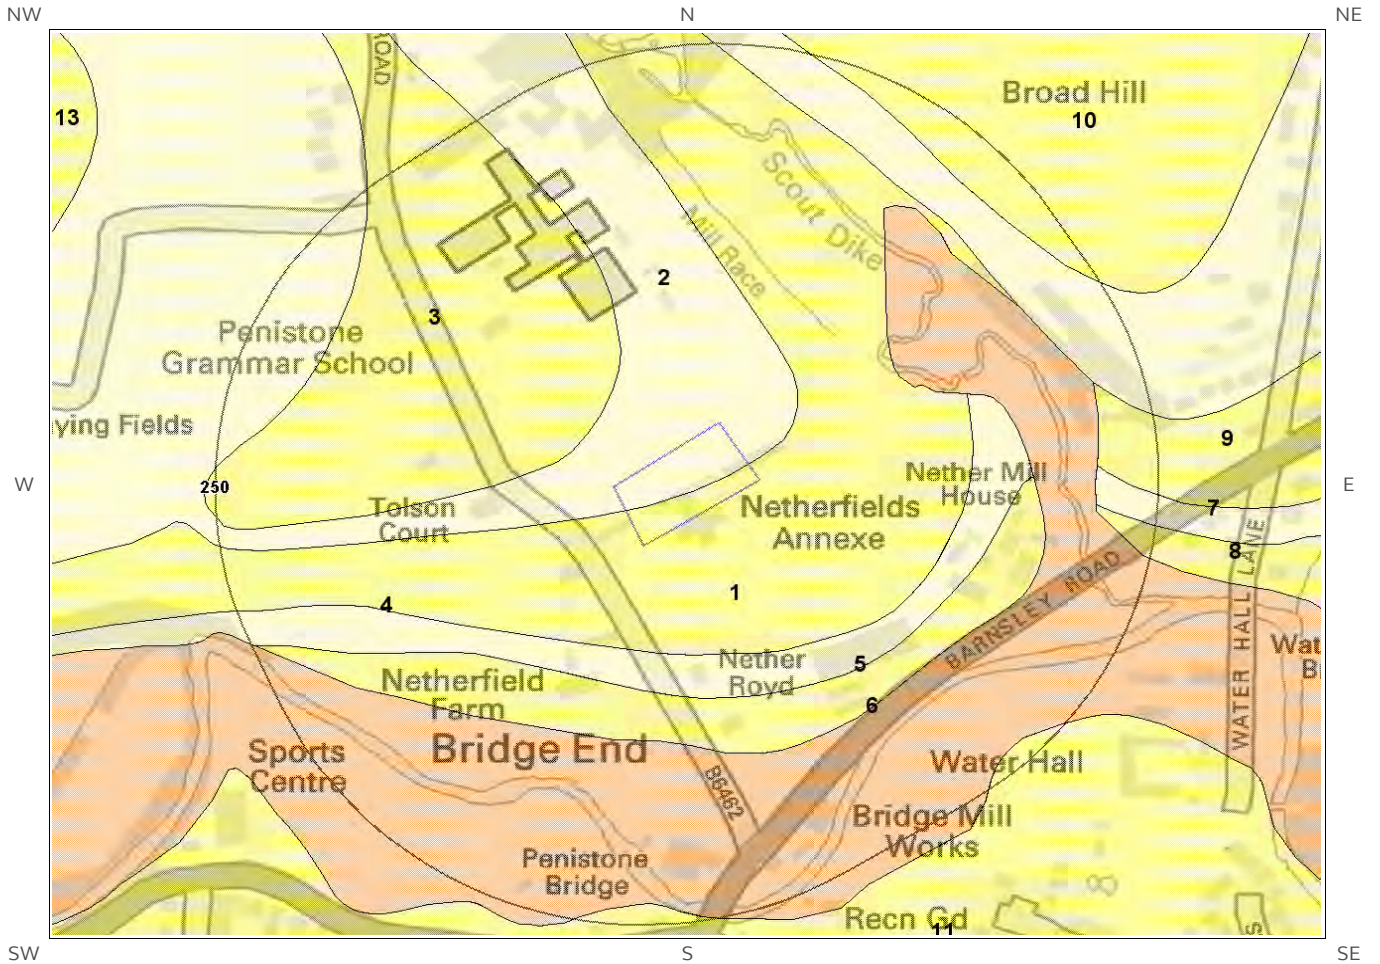 NW
N
NE
ROAD
Broad Hill
10
13
Scout Dike
Mill Race
2
3
Penistone
Grammar School
ying Fields
9
W
250
E
Nether Mill
House
Tolson
Court
Netherfields
Annexe
7
8
1
4
BARNSLEY ROAD
WATER HALL LANE
Nether
Royd
5
Wat
B
Netherfield
Farm
6
Bridge End
Sports
Centre
Water Hall
B6462
Bridge Mill
Works
Penistone
Bridge
Recn Gd
11
S
SW
S
SE